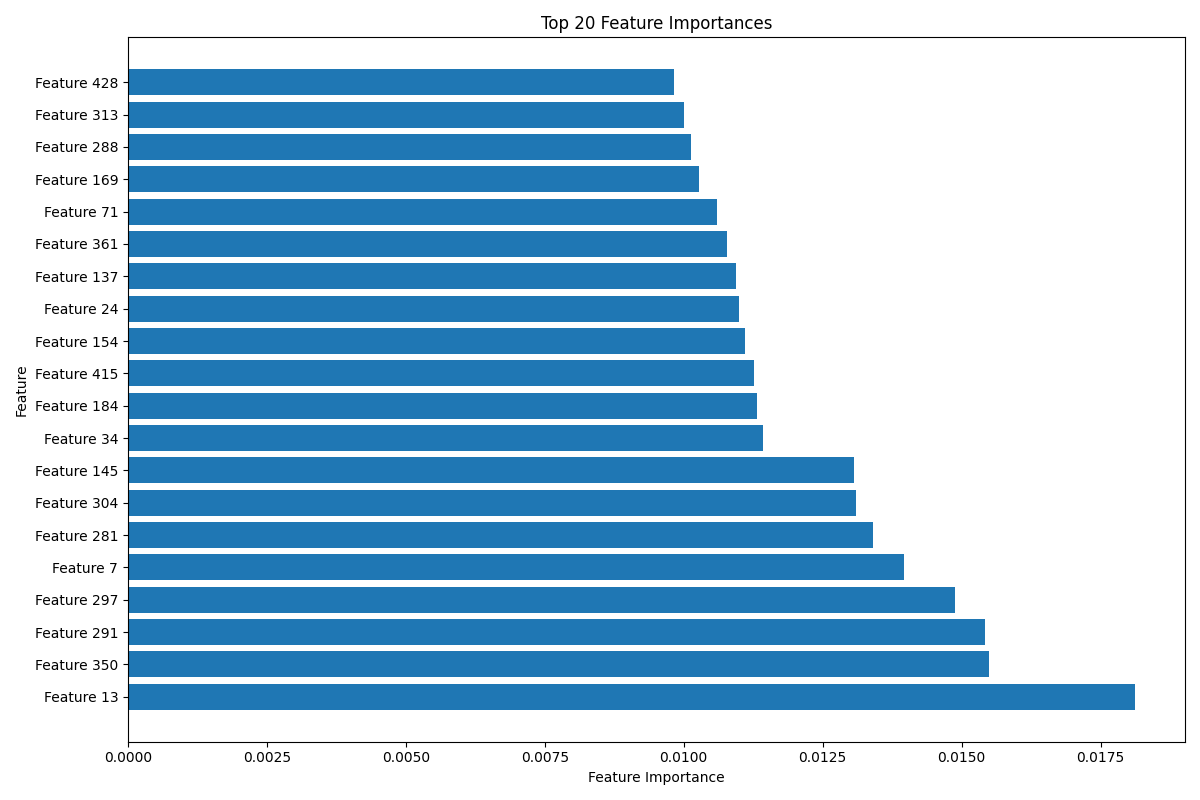 Top 20 Feature Importances
Feature 428
Feature 313
Feature 288
Feature 169
Feature 71
Feature 361
Feature 137
Feature 24
Feature 154
Feature 415
Feature 184
Feature 34
Feature 145
Feature 304
Feature 281
Feature 7
Feature 297
Feature 291
Feature 350
Feature 13
Feature
0.0000 0.0025 0.0050 0.0075 0.0100 0.0125 0.0150 0.0175
Feature Importance